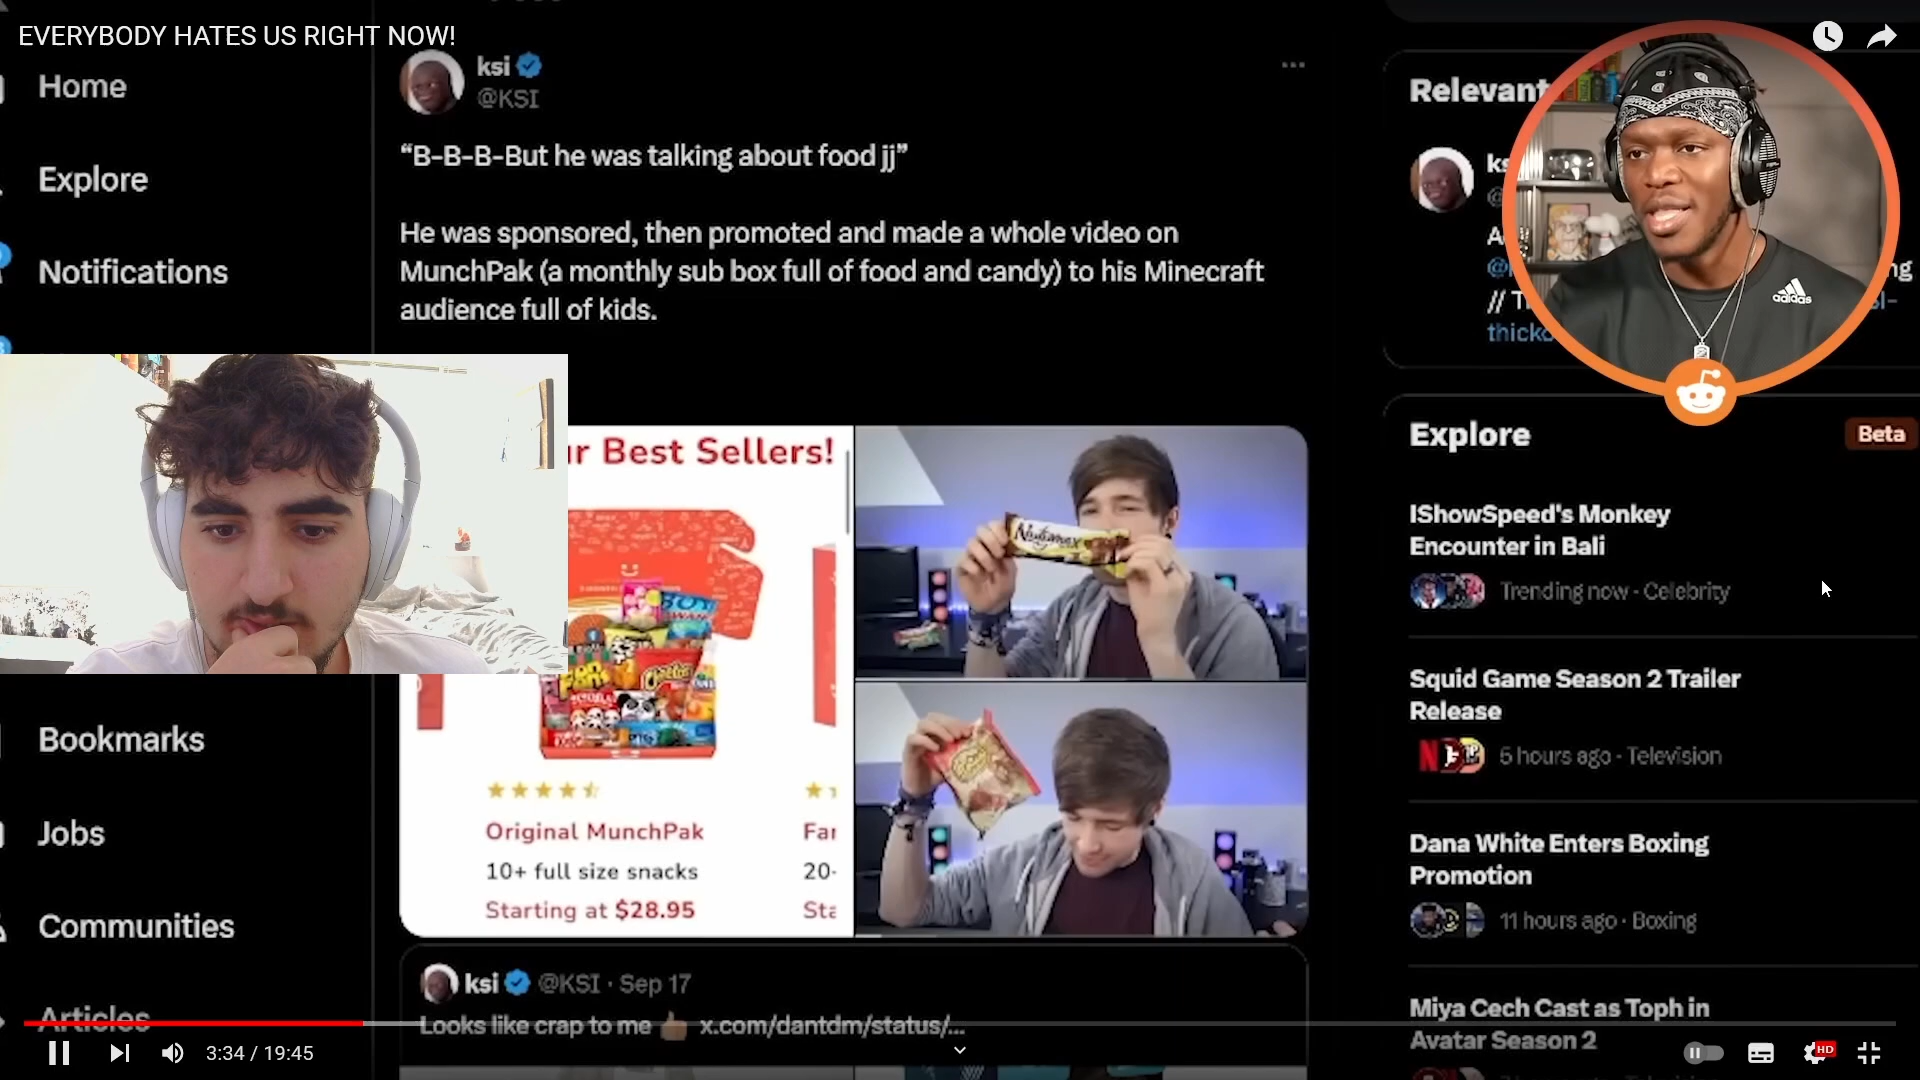 EVERYBODY HATES US RIGHT NOW!
Home
Explore
Notifications
Bookmarks
Jobs
Communities
Articles
ksi
@KSI
“B-B-B-But he was talking about food jj”
He was sponsored, then promoted and made a whole video on
MunchPak (a monthly sub box full of food and candy) to his Minecraft
audience full of kids.
r Best Sellers!
Original MunchPak
10+ full size snacks
Starting at $28.95
20-
ksi @KSI · Sep 17
Looks like crap to me 👍🏽 x.com/dantdm/status/...
Relevant
adidas
Explore
Beta
IShowSpeed's Monkey
Encounter in Bali
Trending now · Celebrity
Squid Game Season 2 Trailer
Release
5 hours ago · Television
Dana White Enters Boxing
Promotion
11 hours ago · Boxing
Miya Cech Cast as Toph in
Avatar Season 2
3:34 / 19:45
HD